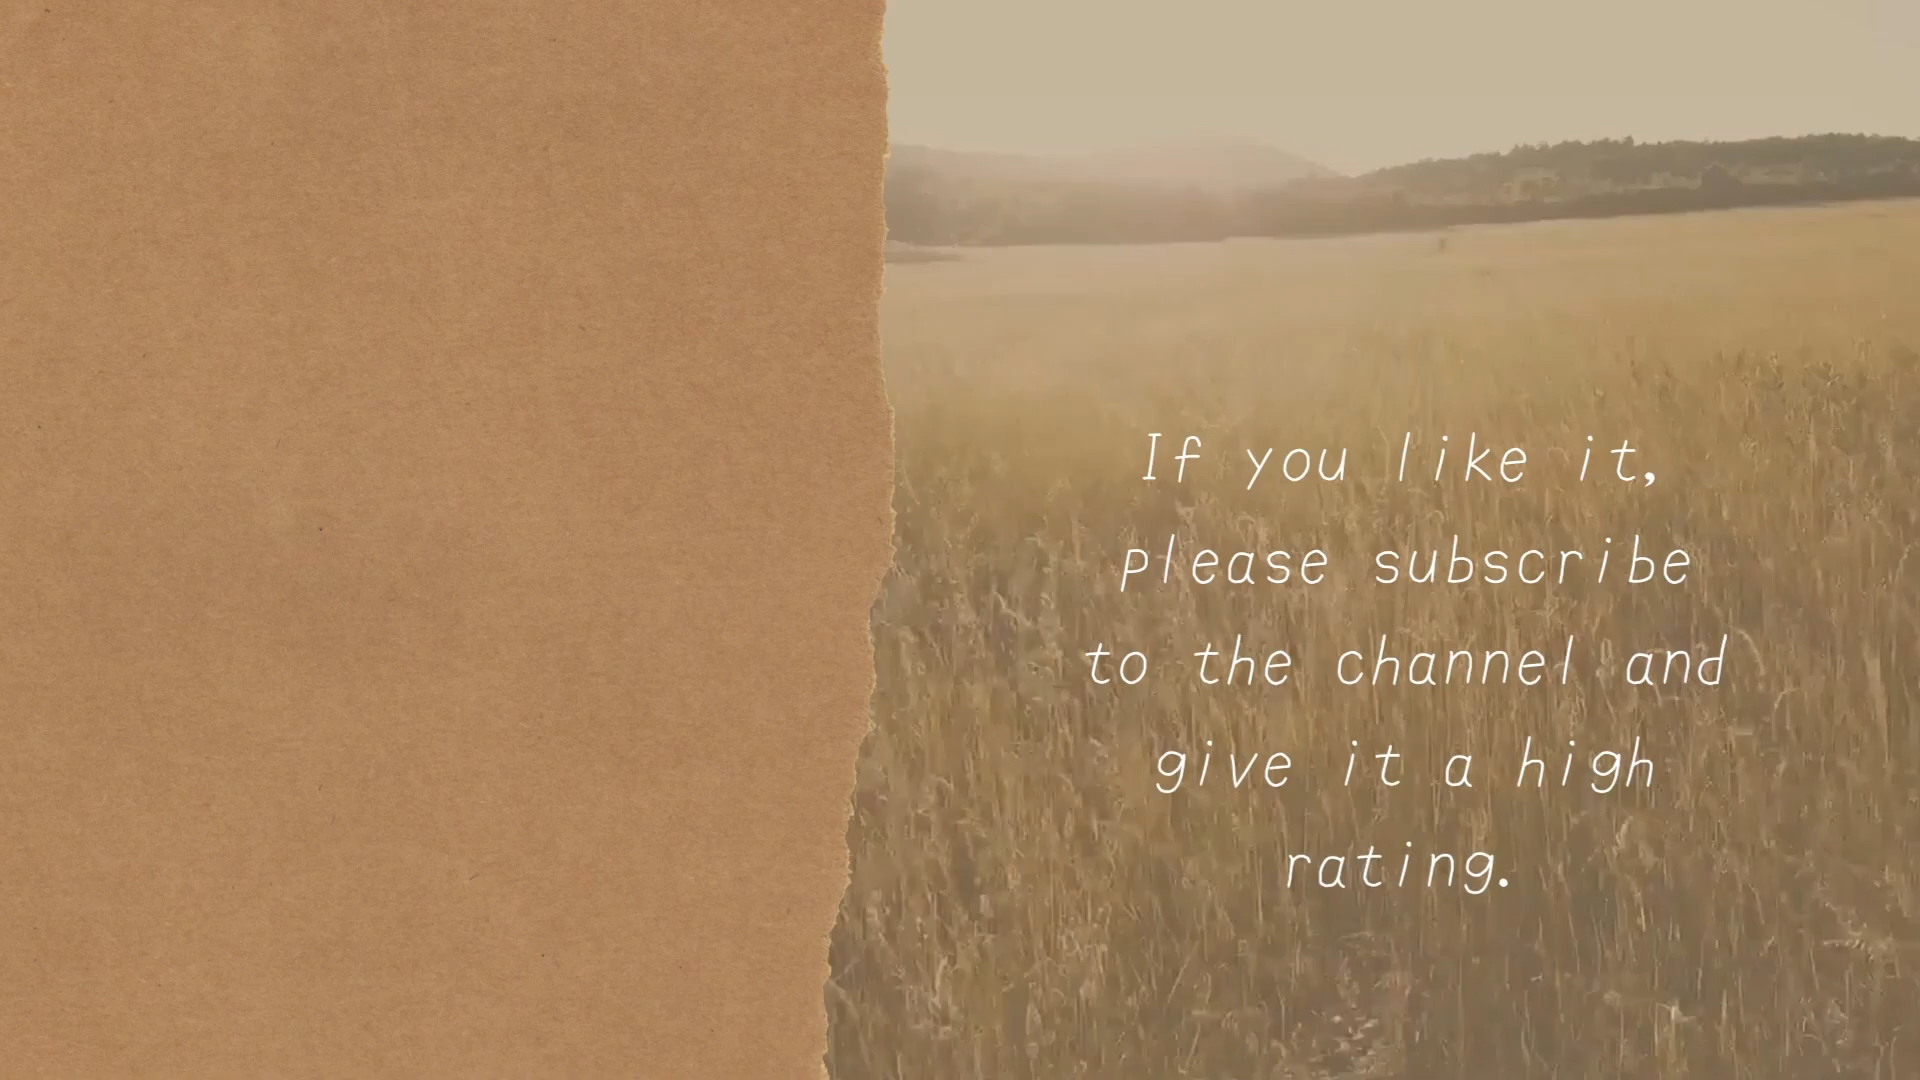 If you like it,
please subscribe
to the channel and
give it a high
rating.